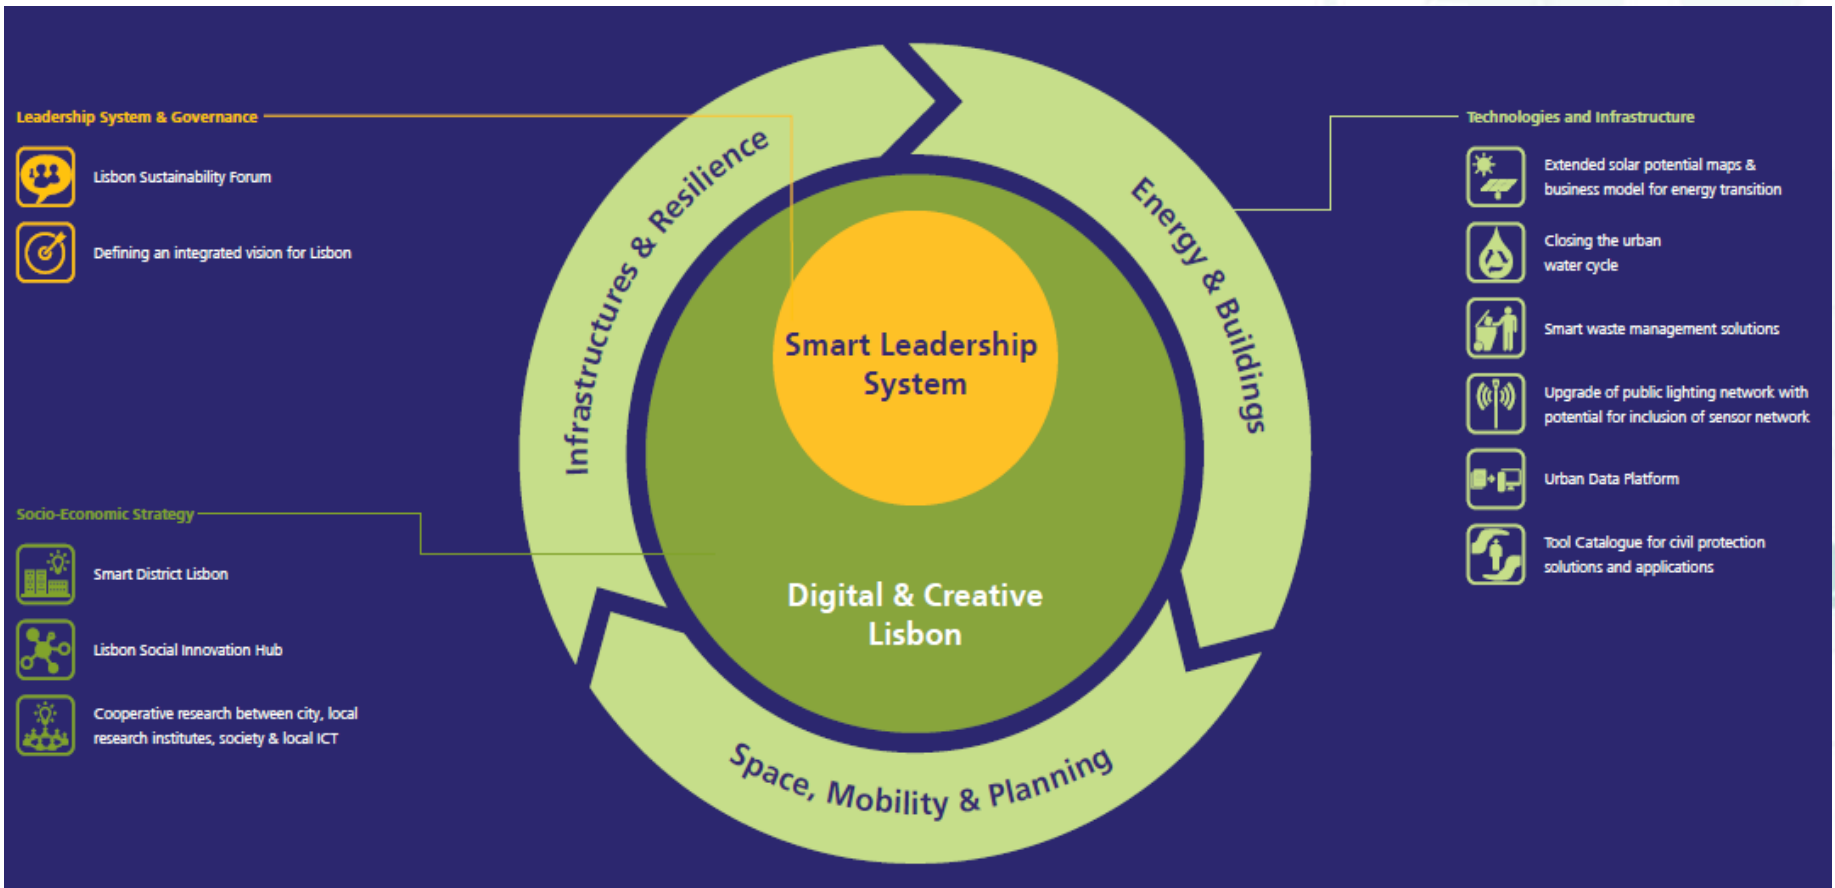 Leadership System & Governance
Lisbon Sustainability Forum
Defining an integrated vision for Lisbon
Socio-Economic Strategy
Smart District Lisbon
Lisbon Social Innovation Hub
Cooperative research between city, local
research institutes, society & local ICT
Infrastructures & Resilience
Energy & Buildings
Space, Mobility & Planning
Smart Leadership
System
Digital & Creative
Lisbon
Technologies and Infrastructure
Extended solar potential maps &
business model for energy transition
Closing the urban
water cycle
Smart waste management solutions
Upgrade of public lighting network with
potential for inclusion of sensor network
Urban Data Platform
Tool Catalogue for civil protection
solutions and applications